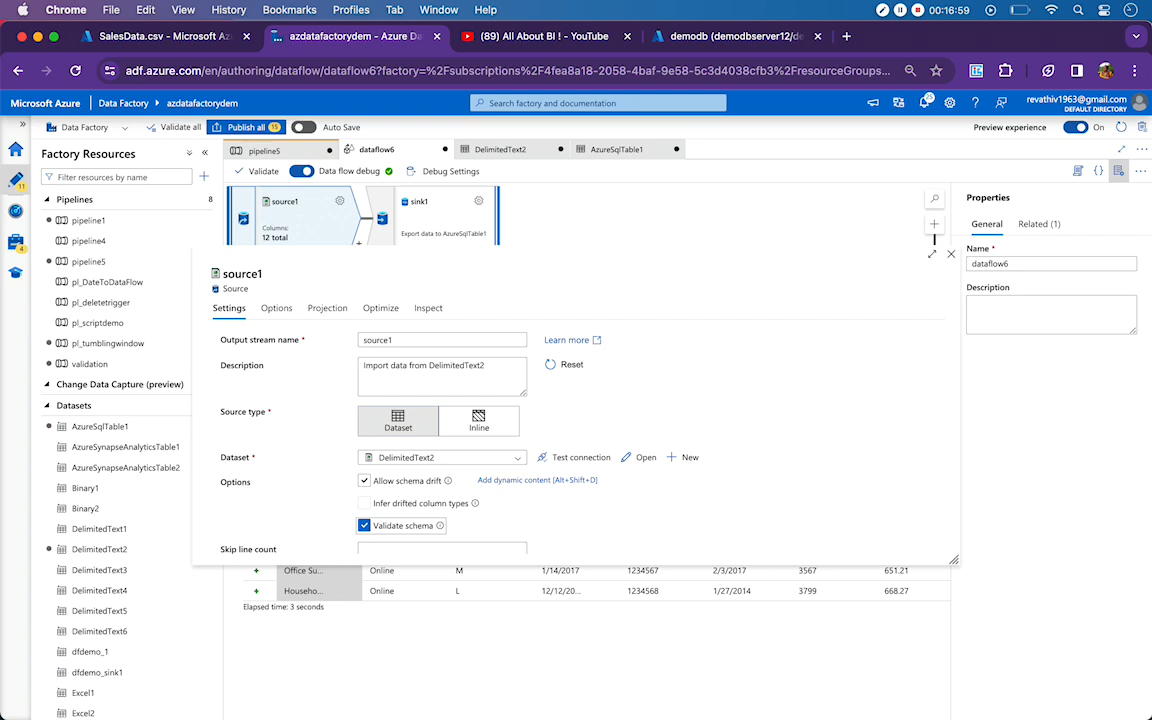 Chrome File Edit View History Bookmarks Profiles Tab Window Help 00:16:59
SalesData.csv - Microsoft Az azdatafactorydem - Azure Da (89) All About BI ! - YouTube demodb (demodbserver12/de
adf.azure.com/en/authoring/dataflow/dataflow6?factory=%2Fsubscriptions%2F4fea8a18-2058-4baf-9e58-5c3d4038cfb3%2FresourceGroups...
Microsoft Azure Data Factory azdatafactorydem Search factory and documentation 25 revathiv1963@gmail.com
DEFAULT DIRECTORY
Data Factory Validate all Publish all 15 Auto Save Preview experience On
Factory Resources
pipeline5 dataflow6 DelimitedText2 AzureSqlTable1
Filter resources by name
Validate Data flow debug Debug Settings
11
4
Pipelines 8
pipeline1
pipeline4
pipeline5
pl_DateToDataFlow
pl_deletetrigger
pl_scriptdemo
pl_tumblingwindow
validation
Change Data Capture (preview)
Datasets
AzureSqlTable1
AzureSynapseAnalyticsTable1
AzureSynapseAnalyticsTable2
Binary1
Binary2
DelimitedText1
DelimitedText2
DelimitedText3
DelimitedText4
DelimitedText5
DelimitedText6
dfdemo_1
dfdemo_sink1
Excel1
Excel2
source1 sink1
Columns:
12 total
Export data to AzureSqlTable1
source1
Source
Settings Options Projection Optimize Inspect
Output stream name * source1 Learn more
Description Import data from DelimitedText2 Reset
Source type * Dataset Inline
Dataset * DelimitedText2 Test connection Open New
Options Allow schema drift Add dynamic content [Alt+Shift+D]
Infer drifted column types
Validate schema
Skip line count
Office Su... Online M 1/14/2017 1234567 2/3/2017 3567 651.21
Househo... Online L 12/12/20... 1234568 1/27/2014 3799 668.27
Elapsed time: 3 seconds
Properties
General Related (1)
Name *
dataflow6
Description